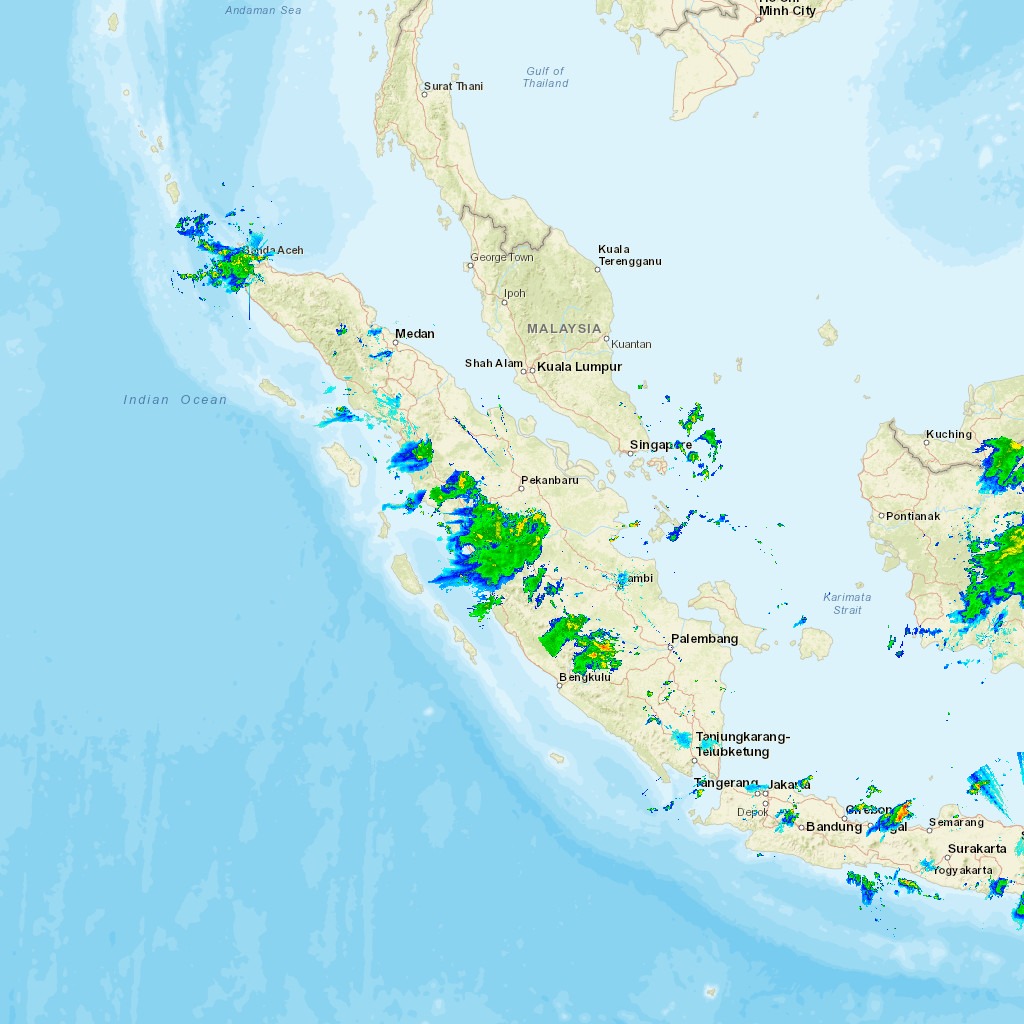 Andaman Sea
Minh City
Gulf of
Thailand
Surat Thani
Banda Aceh
George Town
Kuala
Terengganu
Ipoh
MALAYSIA
Medan
Kuantan
Shah Alam
Kuala Lumpur
Indian Ocean
Singapore
Kuching
Pekanbaru
Pontianak
Jambi
Karimata
Strait
Palembang
Bengkulu
Tanjungkarang-
Telubketung
Tangerang
Jakarta
Depok
Cirebon
Bandung
Tegal
Semarang
Surakarta
Yogyakarta